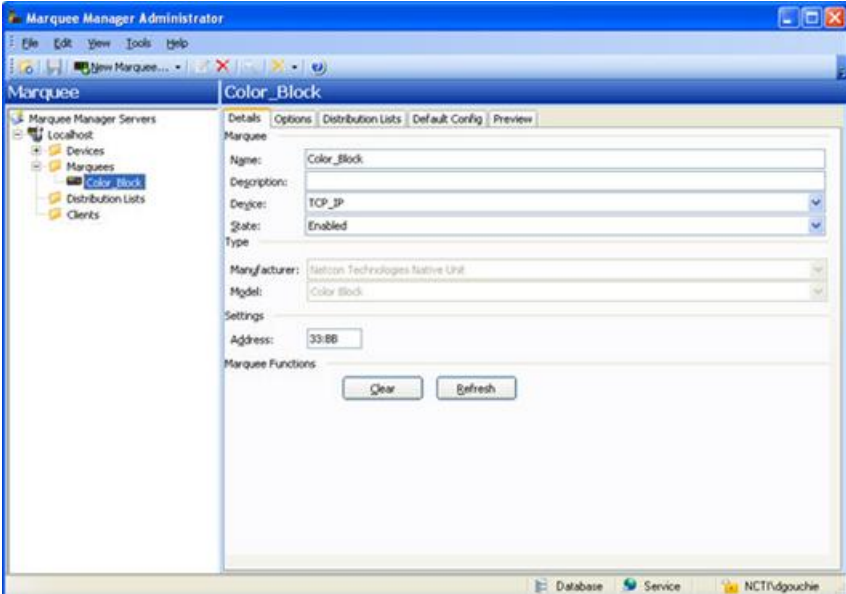 Marquee Manager Administrator
File Edit View Tools Help
New Marquee...
Marquee
Color_Block
Marquee Manager Servers
Localhost
Devices
Marquees
Color_Block
Distribution Lists
Clients
Details Options Distribution Lists Default Config Preview
Marquee
Name: Color_Block
Description:
Device: TCP_IP
State: Enabled
Type
Manufacturer: Netcon Technologies Native Unit
Model: Color Block
Settings
Address: 33:BB
Marquee Functions
Clear Refresh
Database Service NCTI\dgouchie